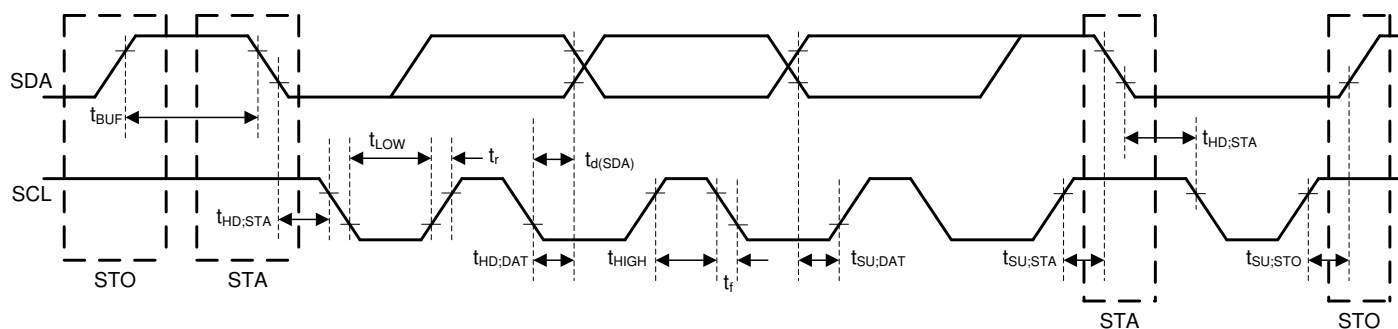 SDA
tBUF
tLOW
tr
td(SDA)
tHD;STA
SCL
tHD;STA
tHD;DAT
tHIGH
tf
tSU;DAT
tSU;STA
tSU;STO
STO
STA
STA
STO